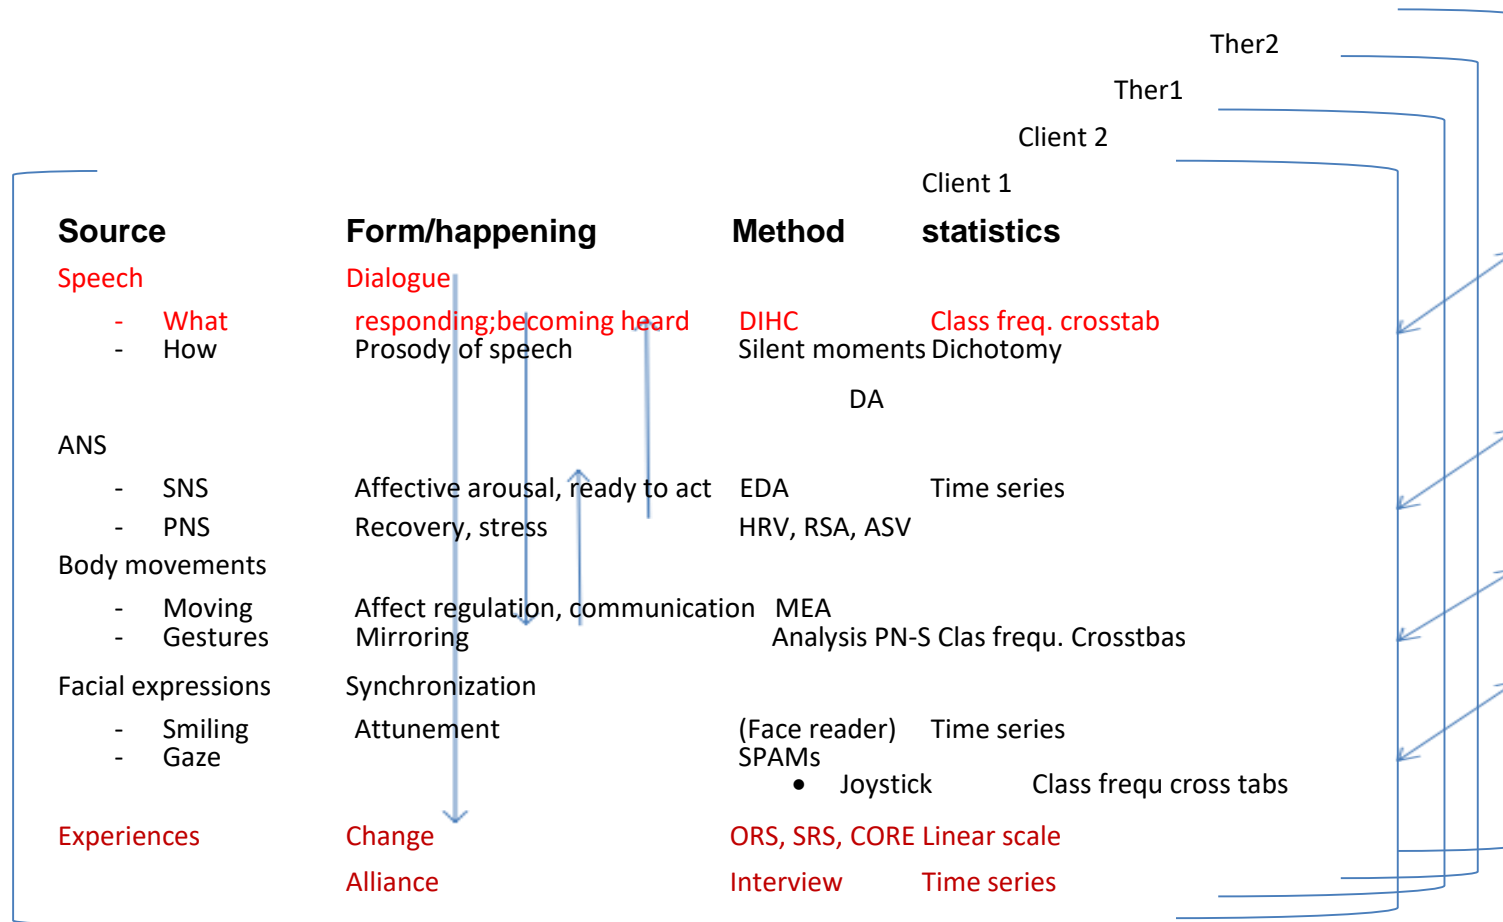 Ther2
Ther1
Client 2
Client 1
Source Form/happening Method statistics
Speech Dialogue
- What responding;becoming heard DIHC Class freq. crosstab
- How Prosody of speech Silent moments Dichotomy
DA
ANS
- SNS Affective arousal, ready to act EDA Time series
- PNS Recovery, stress HRV, RSA, ASV
Body movements
- Moving Affect regulation, communication MEA
- Gestures Mirroring Analysis PN-S Clas frequ. Crosstbas
Facial expressions Synchronization
- Smiling Attunement (Face reader) Time series
- Gaze SPAMs
• Joystick Class frequ cross tabs
Experiences Change ORS, SRS, CORE Linear scale
Alliance Interview Time series